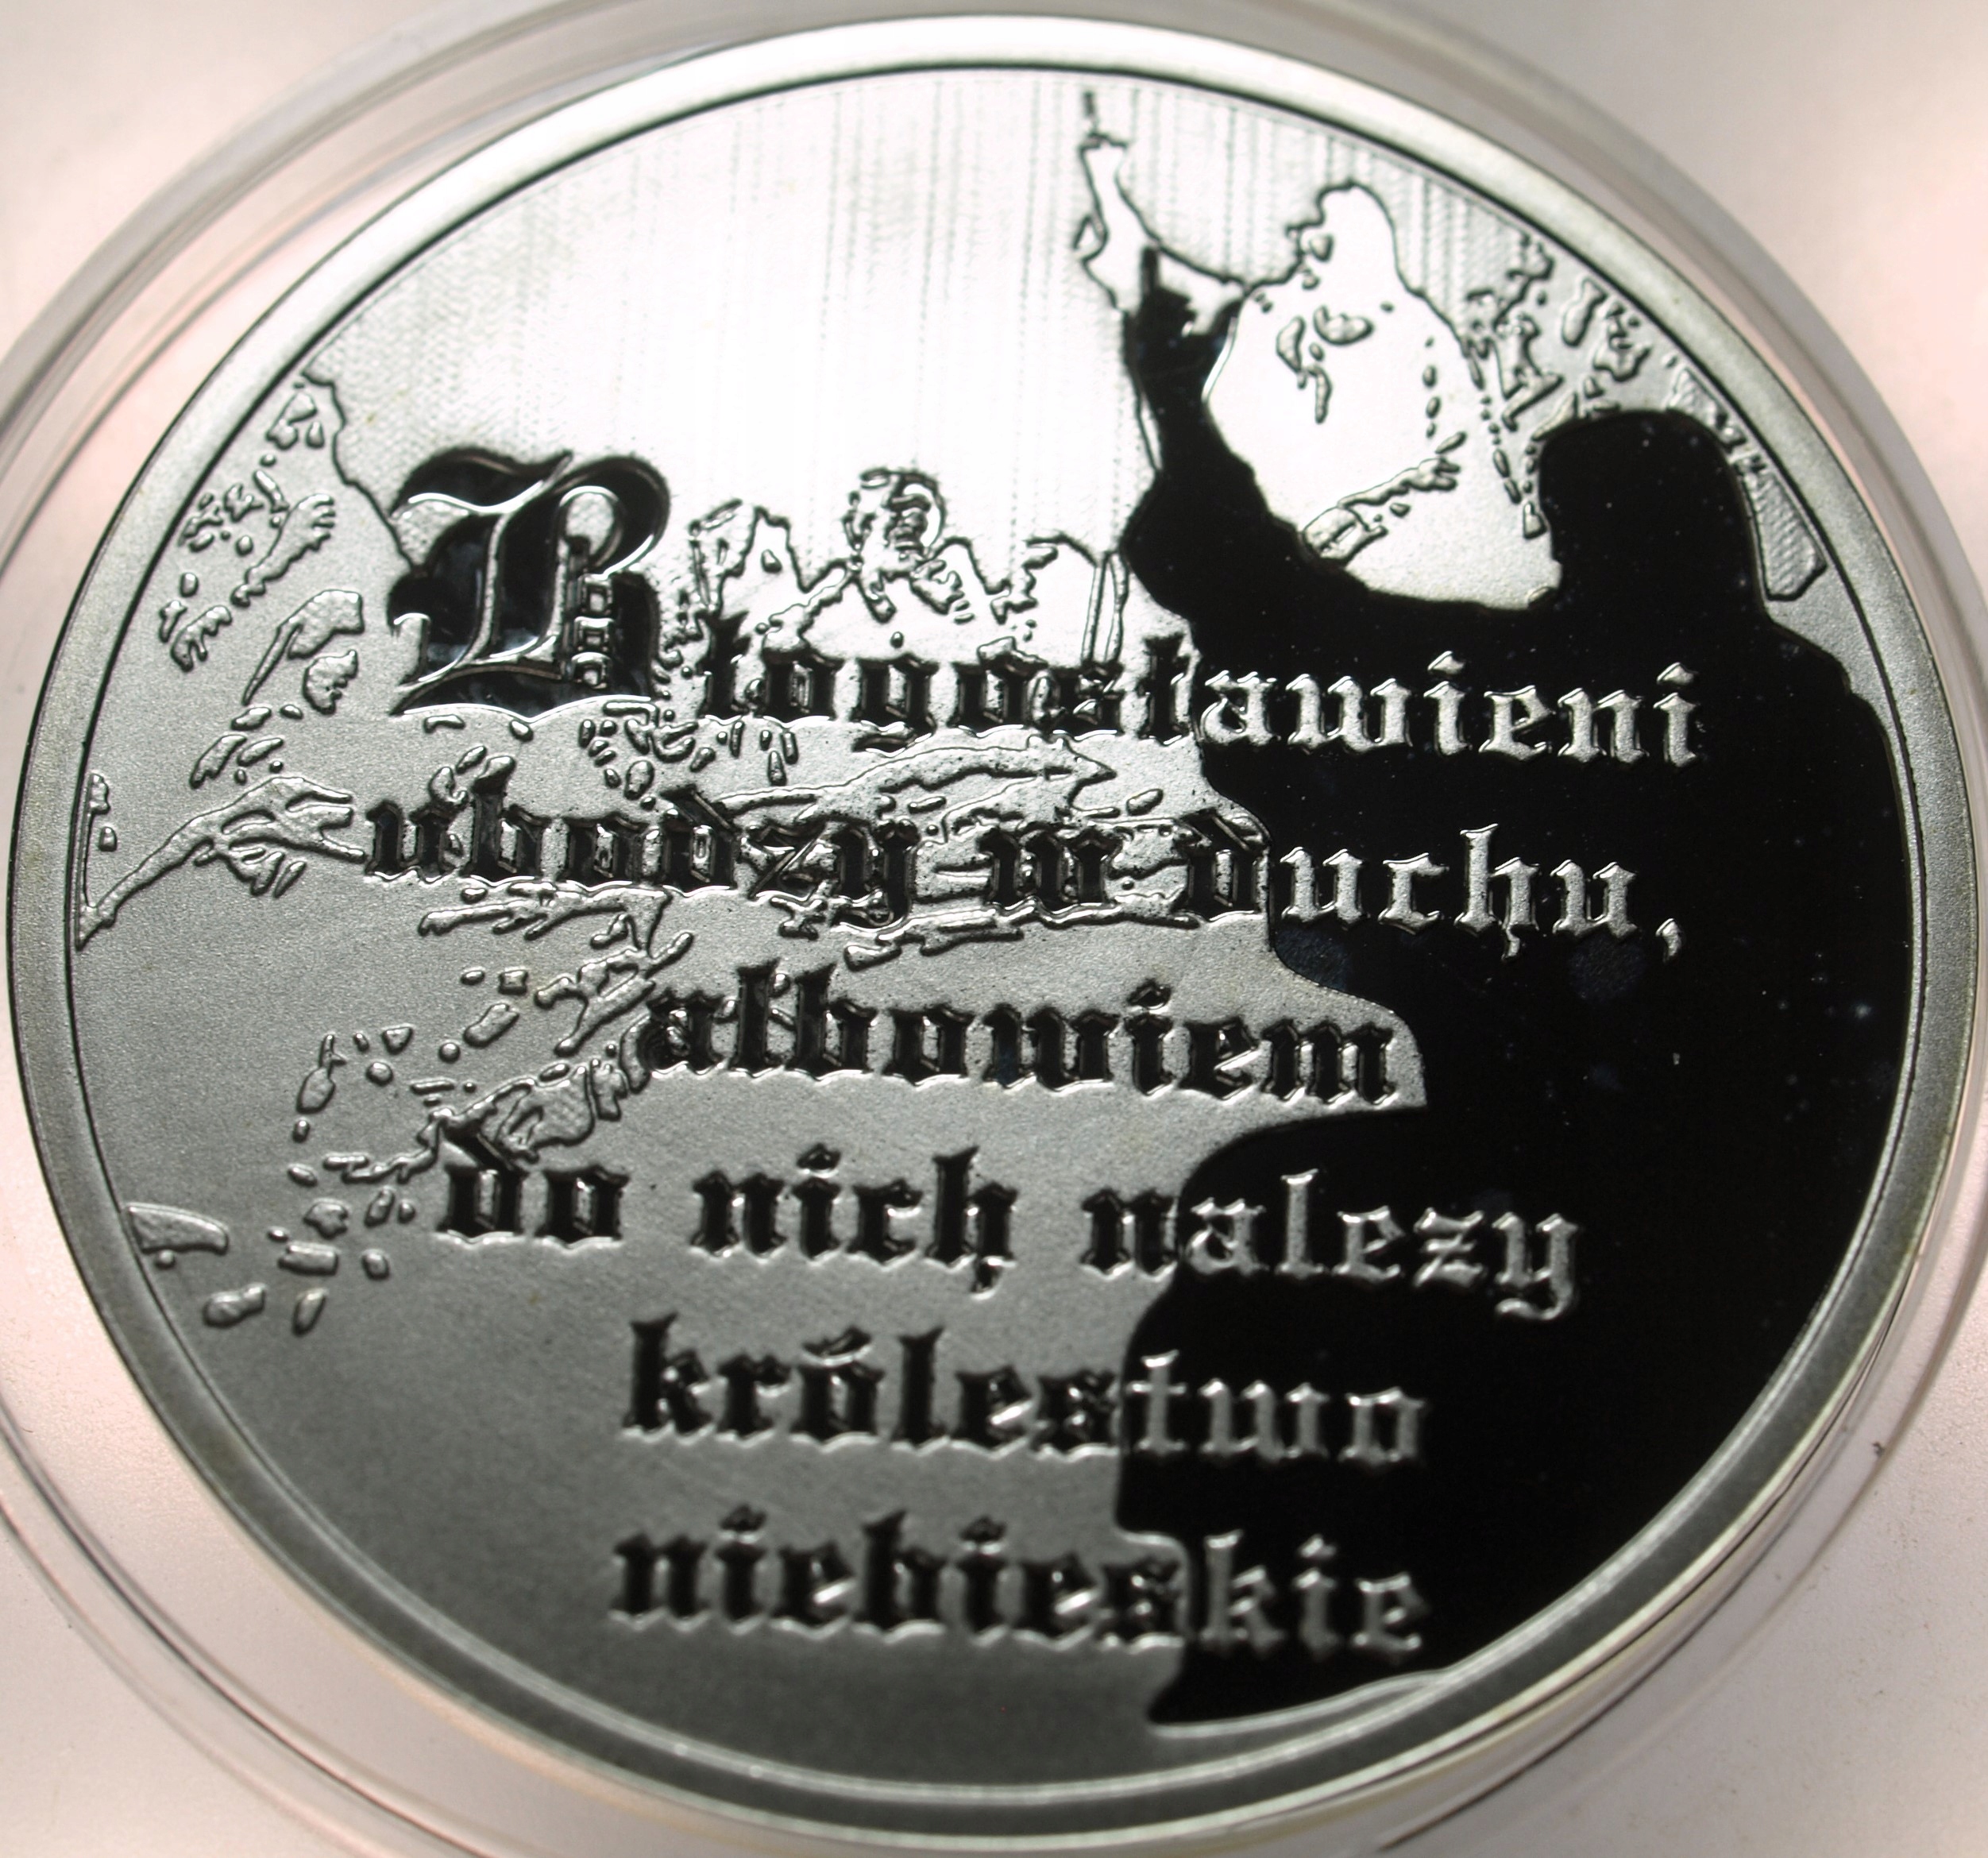 Błogosławieni
ubodzy w duchu,
albowiem
do nich nalezy
królestwo
niebieskie